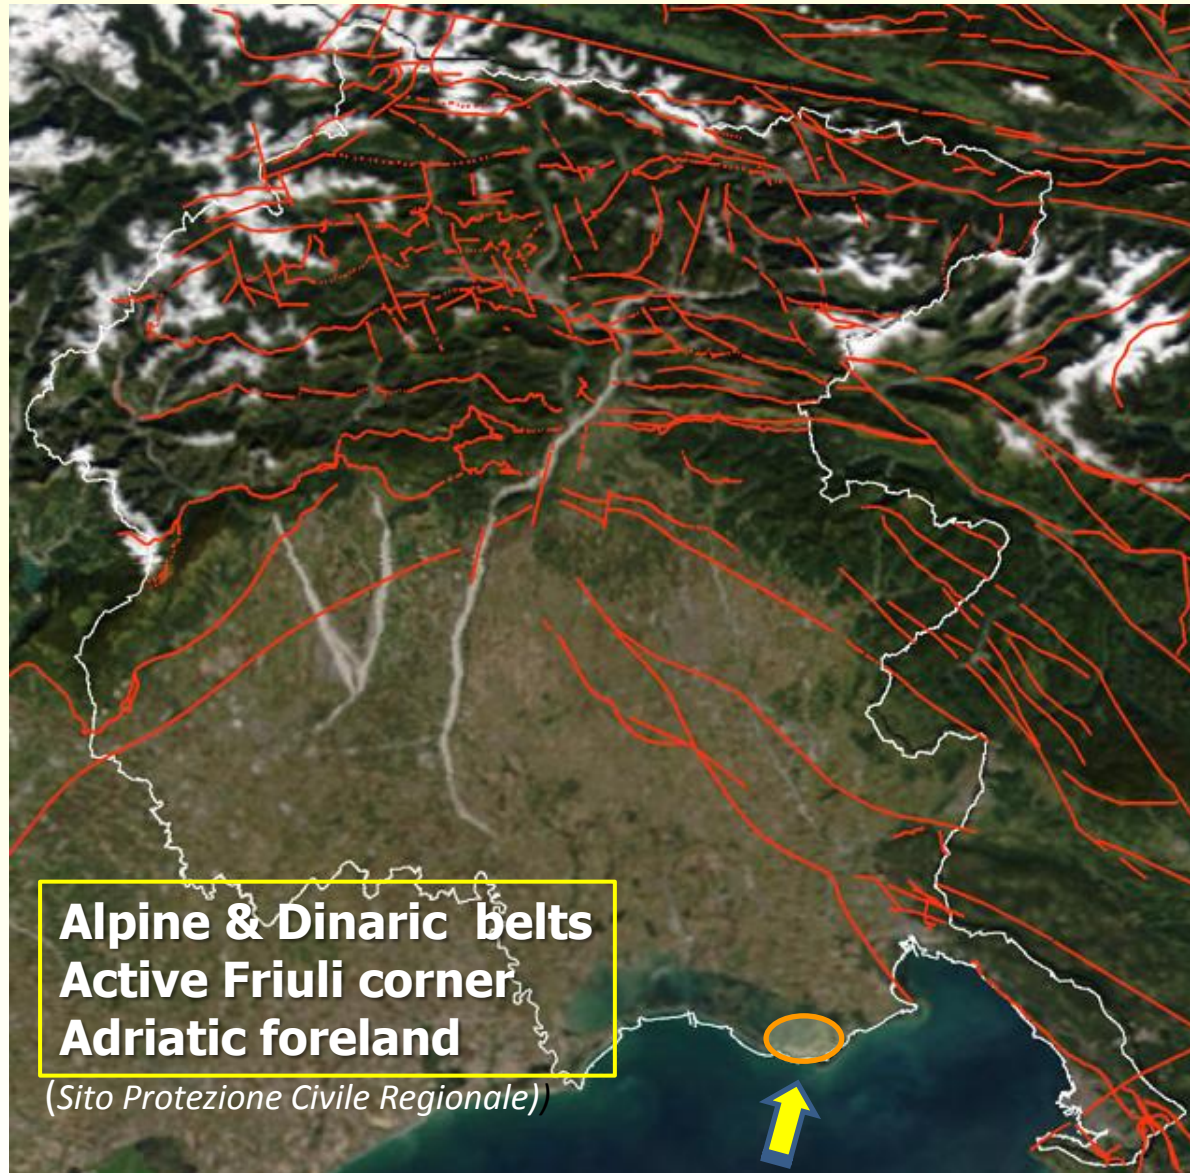 Alpine & Dinaric belts
Active Friuli corner
Adriatic foreland
(Sito Protezione Civile Regionale))